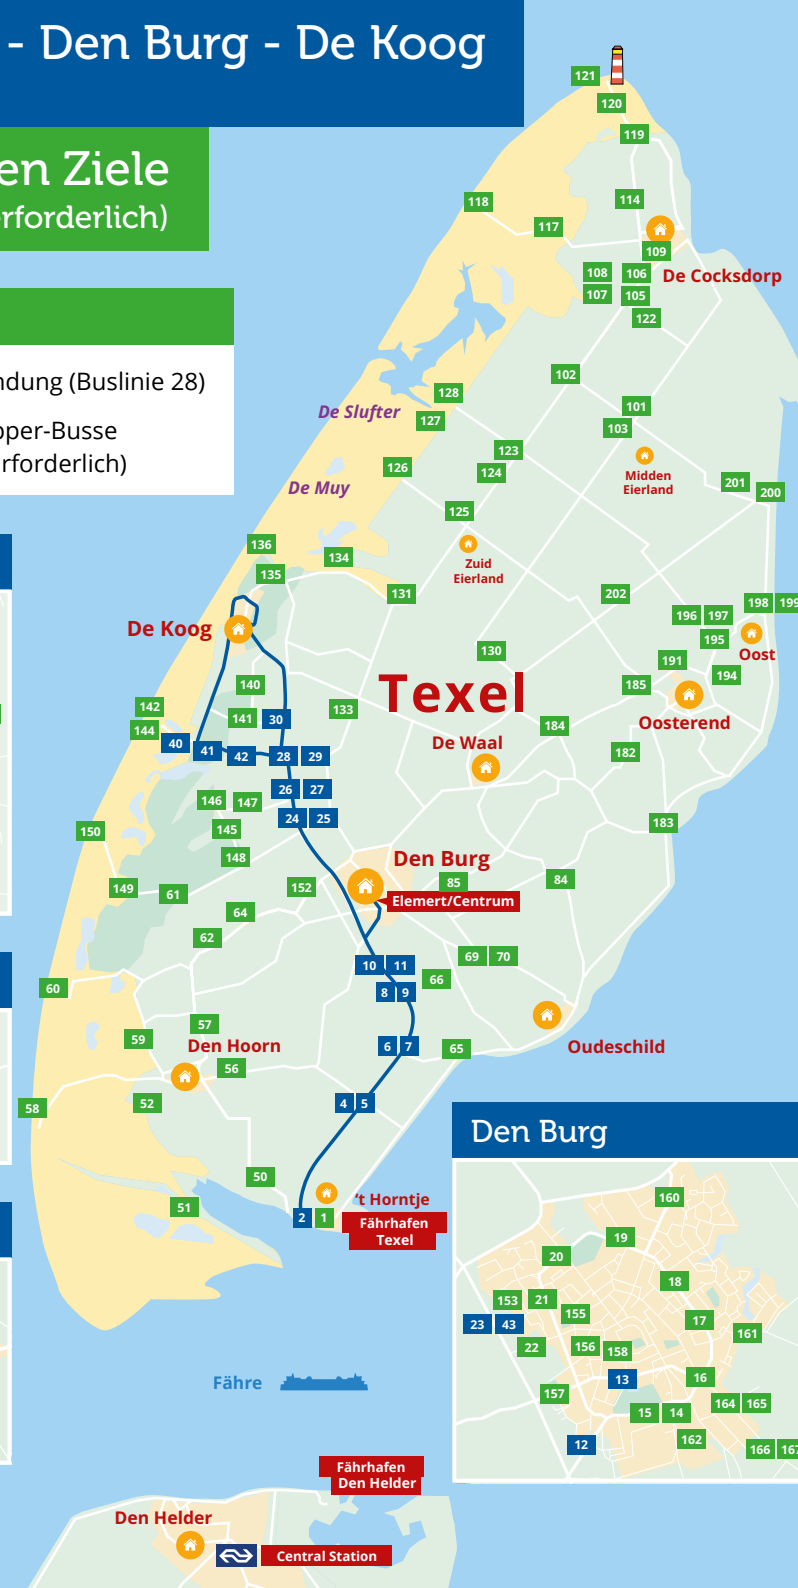 - Den Burg - De Koog
en Ziele
erforderlich)
ndung (Buslinie 28)
pper-Busse
rforderlich)
121
120
119
118
114
117
109
108 106
De Cocksdorp
107 105
122
102
128
De Slufter
101
127
103
123
126
124
Midden
Eierland
201
De Muy
200
125
136
Zuid
Eierland
134
135
131
202
198 199
196 197
De Koog
195
Oost
130
191
194
140
185
Texel
142
133
141 30
Oosterend
144
184
40
De Waal
41
42 28 29
182
26 27
146 147
24 25
183
145
150
148
Den Burg
85
84
149
61
152
Elemert/Centrum
64
62
69 70
10 11
66
60
8 9
57
Oudeschild
59
Den Hoorn
6 7
65
56
58
52
4 5
50
't Horntje
51
2 1
Fährhafen
Texel
Den Burg
160
19
20
18
153 21
155
17
23 43
161
22
156
158
13
16
157
164 165
15 14
162
12
166 167
Fähre
Fährhafen
Den Helder
Den Helder
Central Station